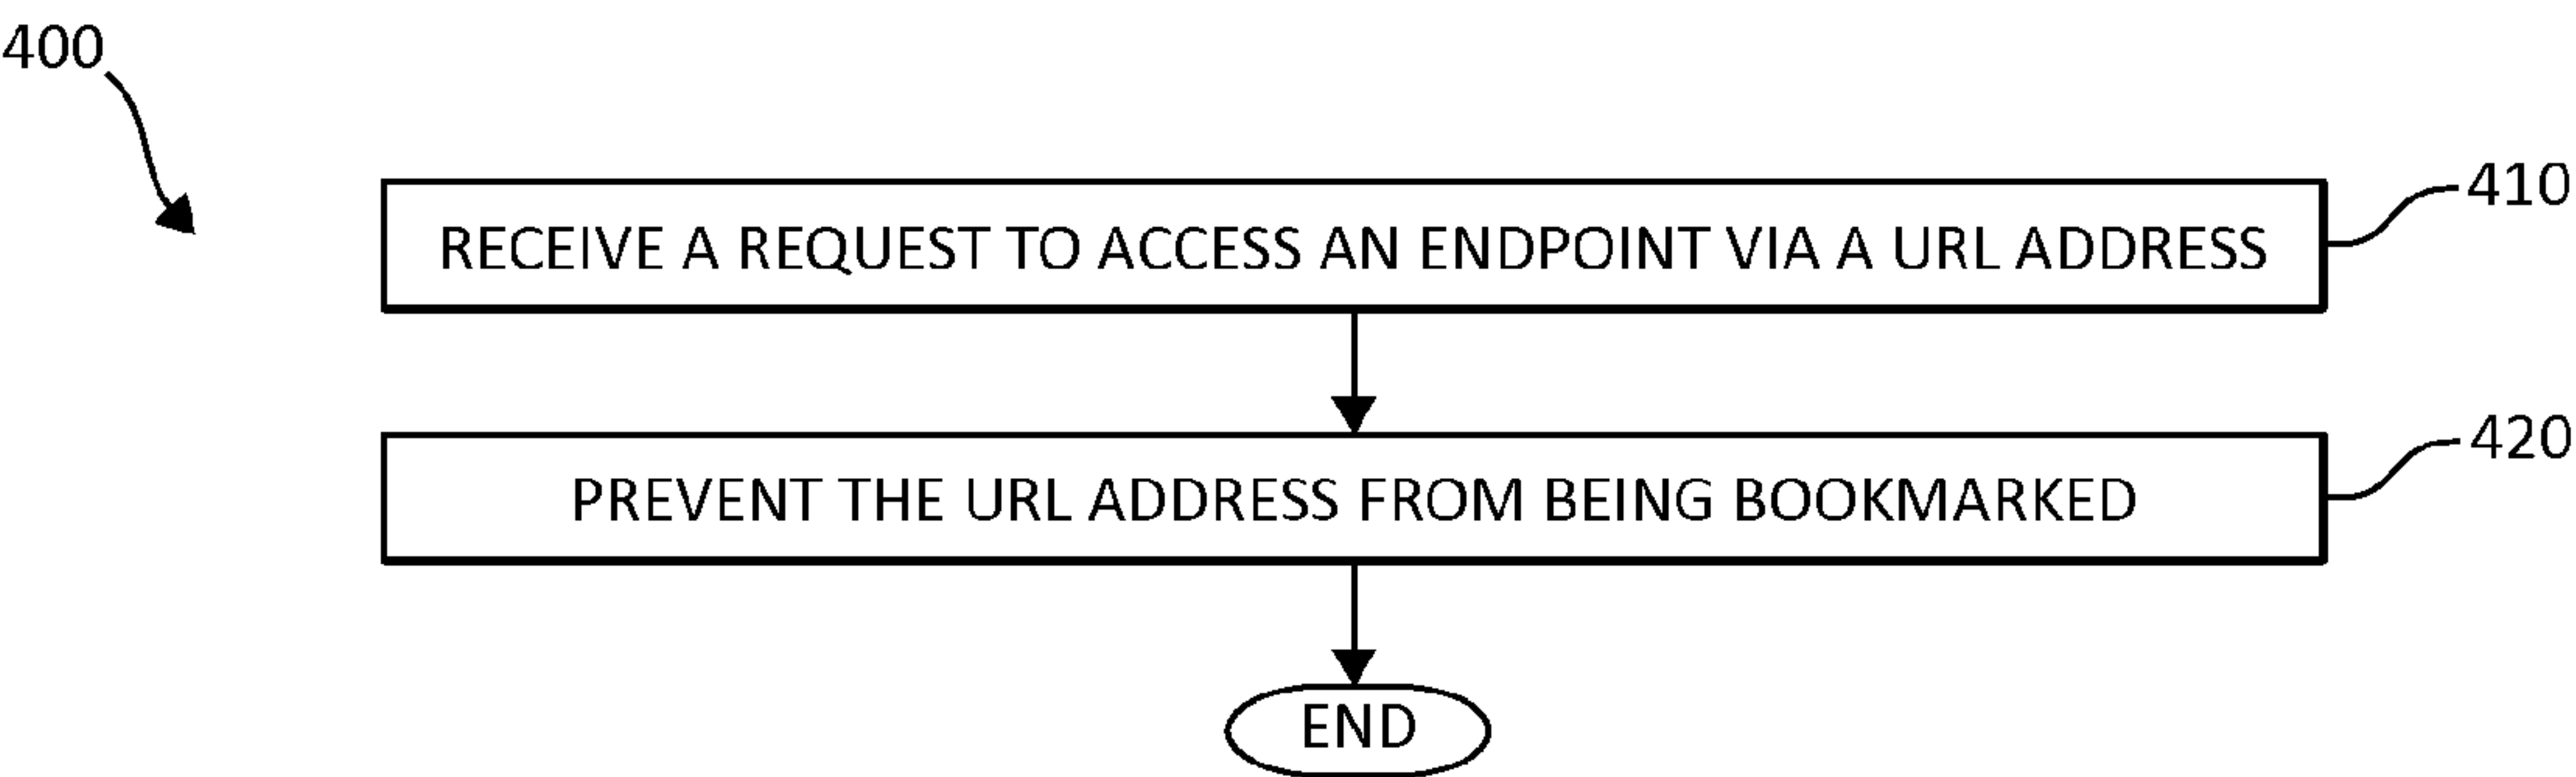 400
RECEIVE A REQUEST TO ACCESS AN ENDPOINT VIA A URL ADDRESS
410
PREVENT THE URL ADDRESS FROM BEING BOOKMARKED
420
END